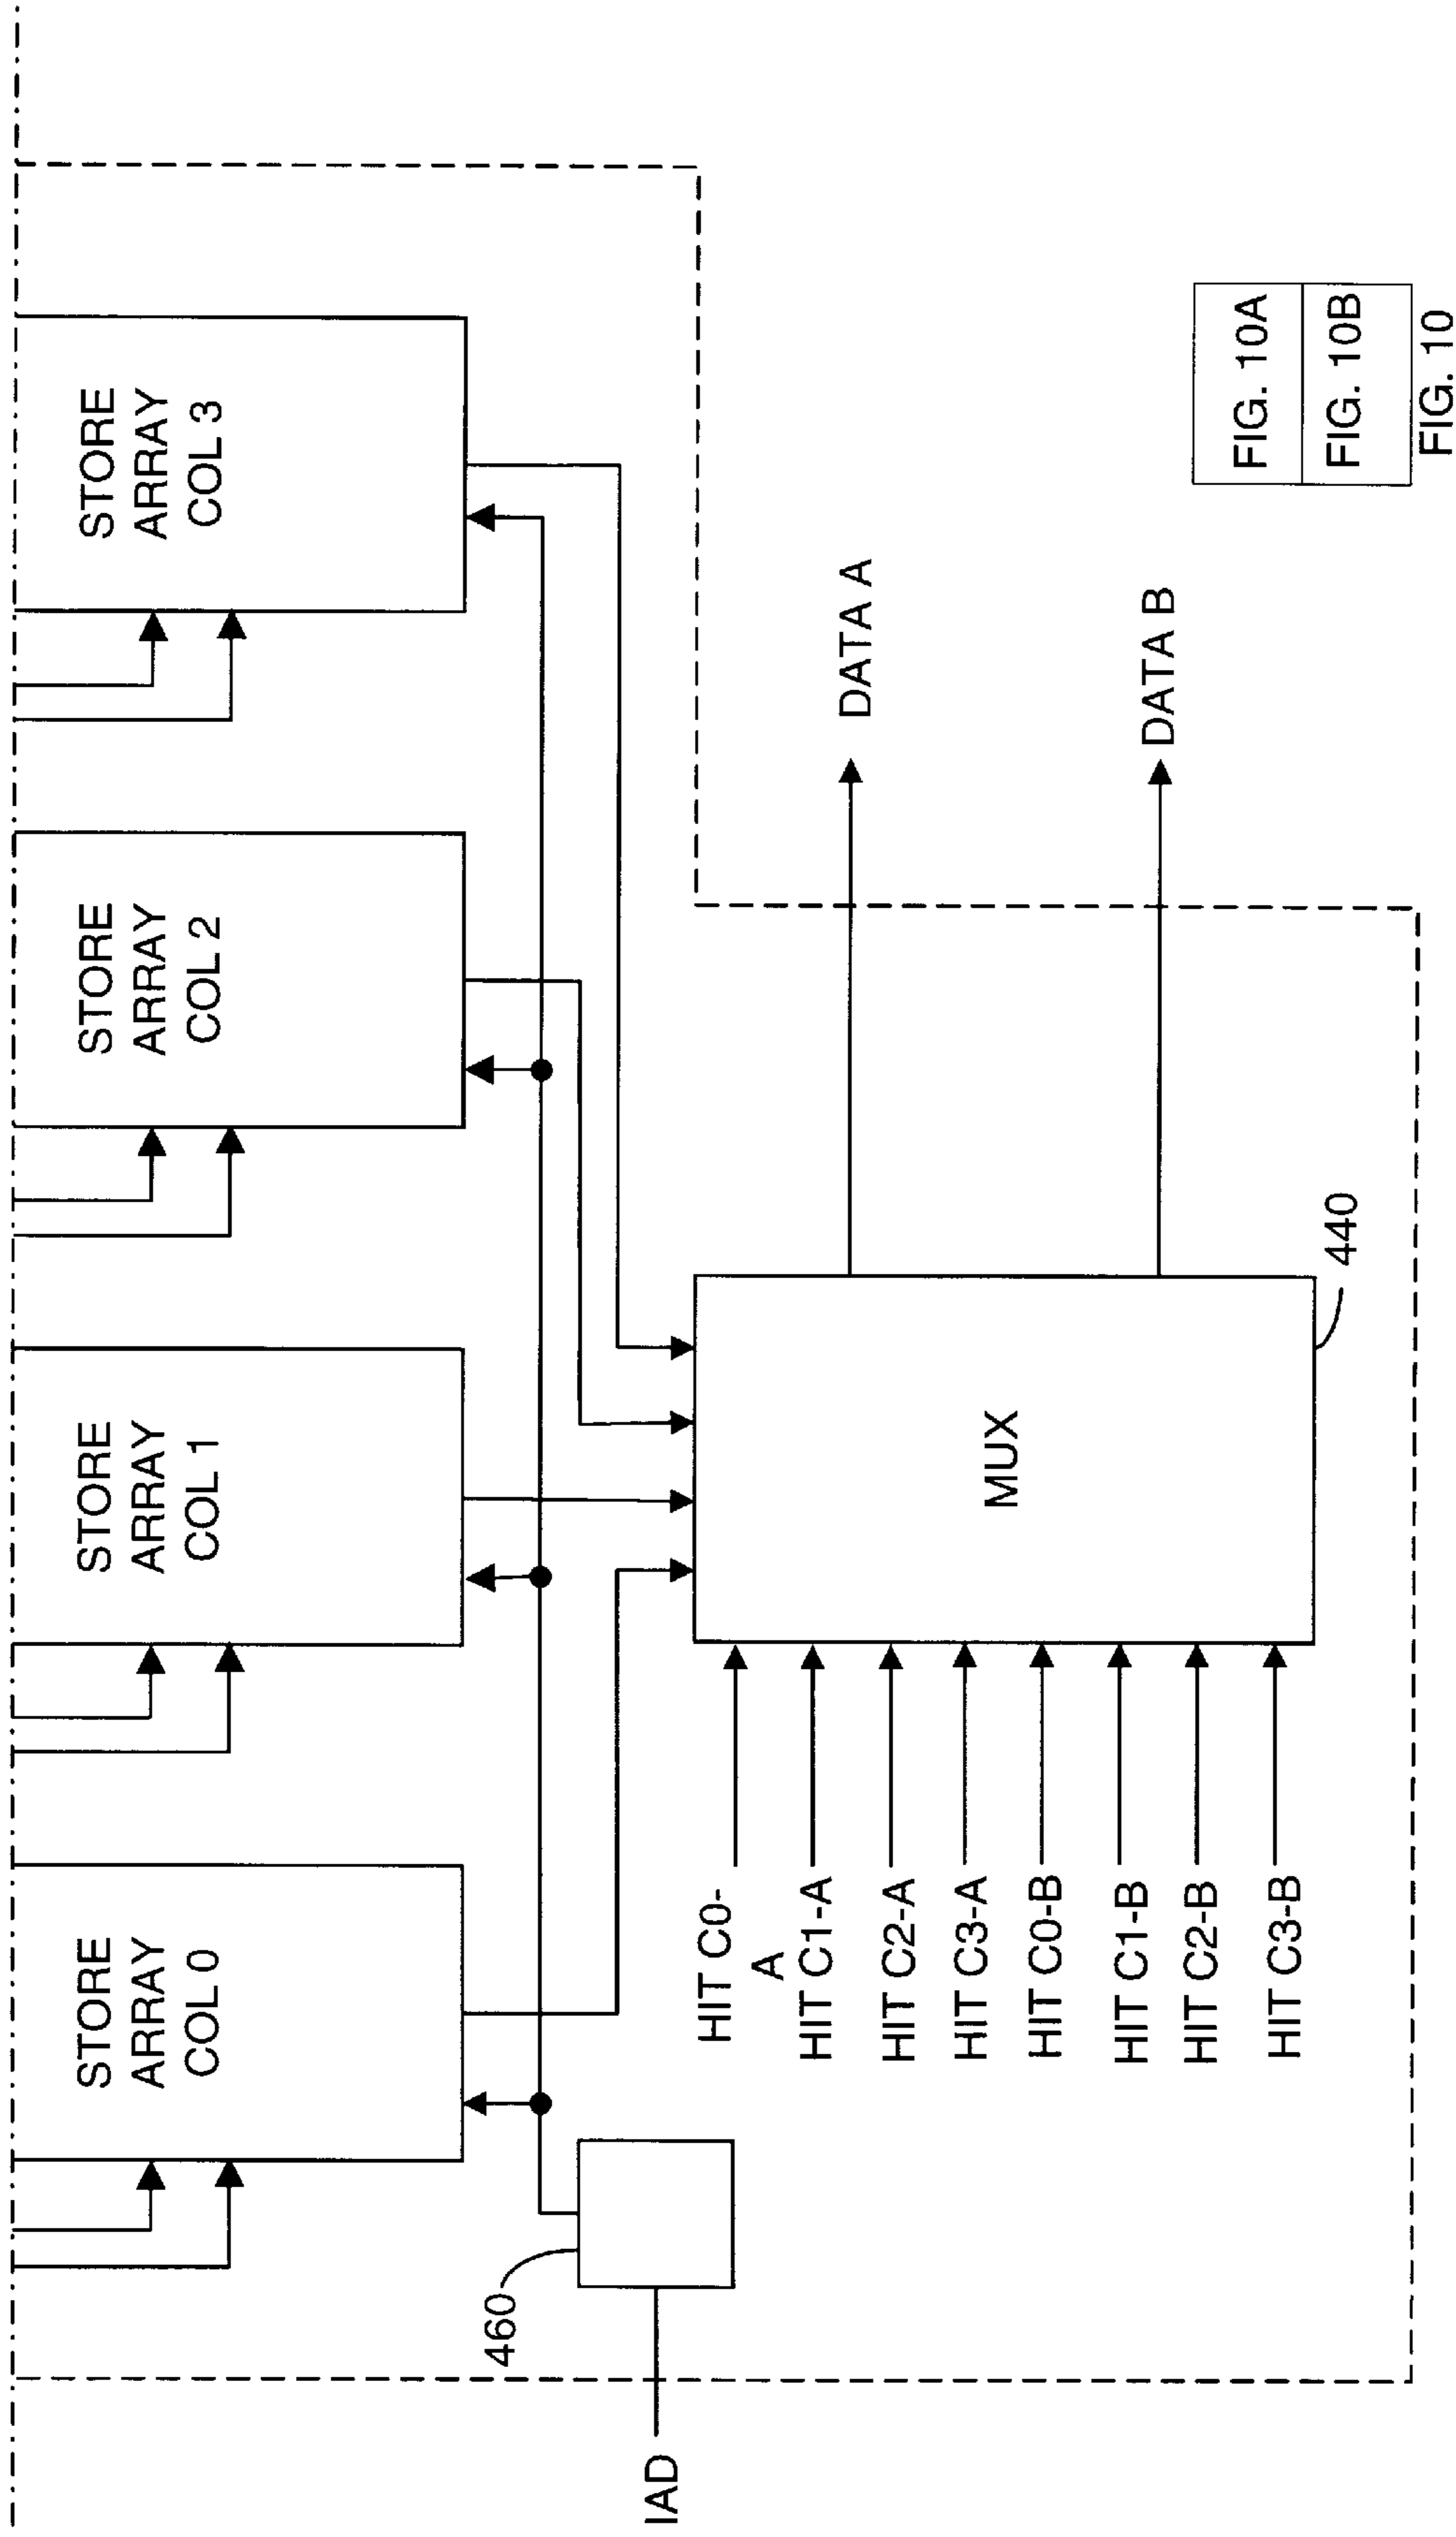 STORE
ARRAY
COL 0
STORE
ARRAY
COL 1
STORE
ARRAY
COL 2
STORE
ARRAY
COL 3
460
IAD
HIT C0-
A
HIT C1-A
HIT C2-A
HIT C3-A
HIT C0-B
HIT C1-B
HIT C2-B
HIT C3-B
MUX
440
DATA A
DATA B
FIG. 10A
FIG. 10B
FIG. 10